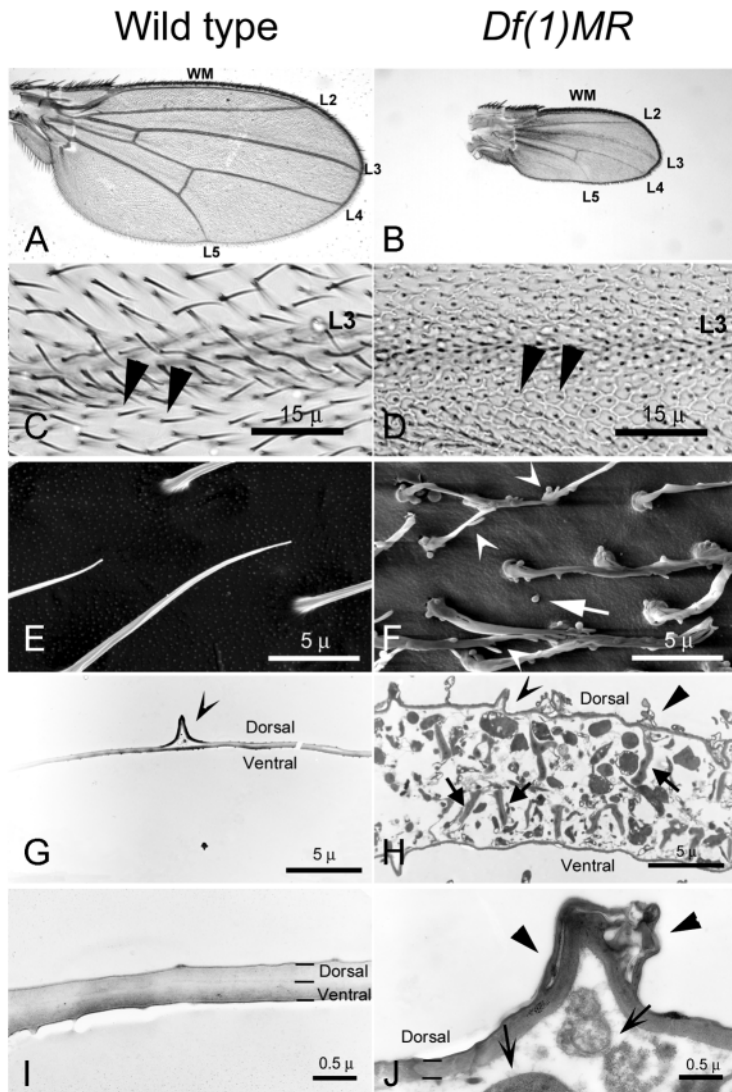 Wild type
Df(1)MR
WM
L2
L3
L4
L5
A
WM
L2
L3
L4
L5
B
L3
C
15 μ
L3
D
15 μ
E
5 μ
F
5 μ
Dorsal
Ventral
G
5 μ
Dorsal
H
5 μ
Ventral
Dorsal
Ventral
I
0.5 μ
Dorsal
J
0.5 μ